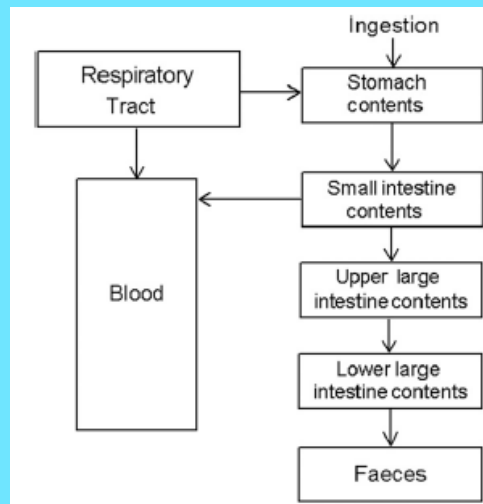 Ingestion
Respiratory
Tract
Stomach
contents
Small intestine
contents
Blood
Upper large
intestine contents
Lower large
intestine contents
Faeces